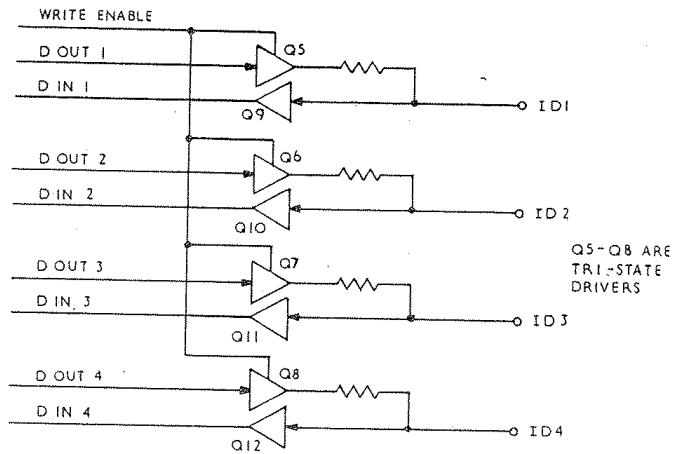 WRITE ENABLE
D OUT 1
Q5
D IN 1
Q9
ID1
D OUT 2
Q6
D IN 2
Q10
ID2
Q5-Q8 ARE
TRI-STATE
DRIVERS
D OUT 3
Q7
D IN 3
Q11
ID3
D OUT 4
Q8
D IN 4
Q12
ID4